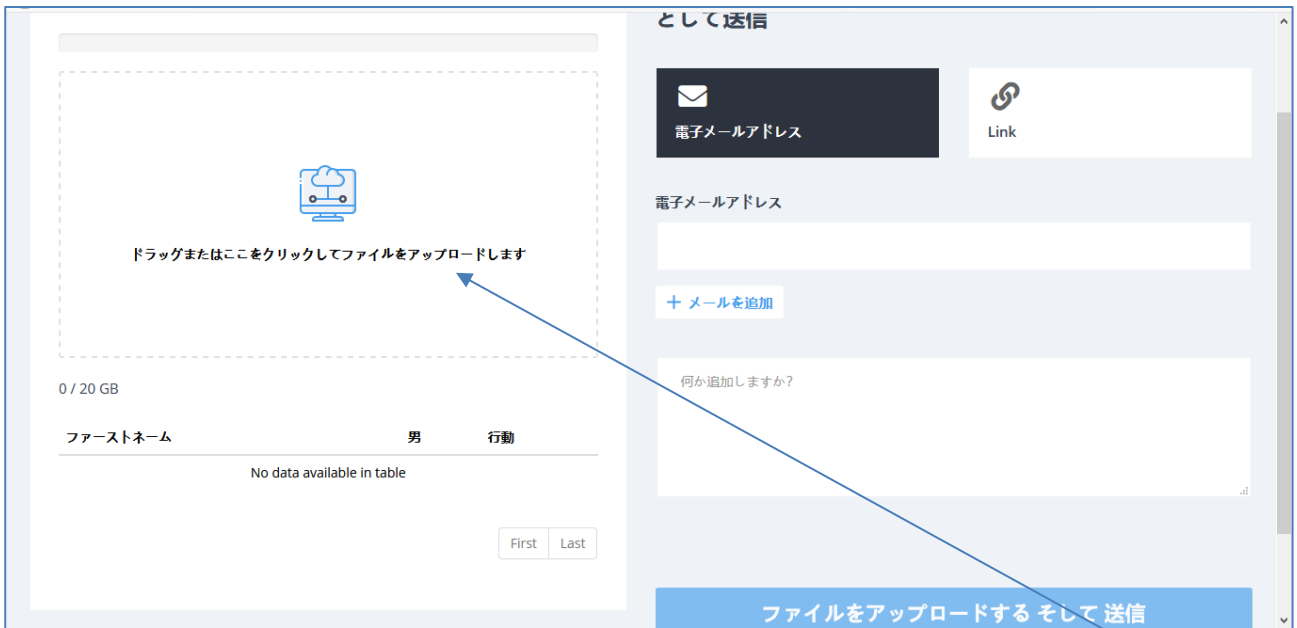 として送信
電子メールアドレス
Link
ドラッグまたはここをクリックしてファイルをアップロードします
電子メールアドレス
+ メールを追加
0 / 20 GB
何か追加しますか?
ファーストネーム 男 行動
No data available in table
First Last
ファイルをアップロードする そして 送信